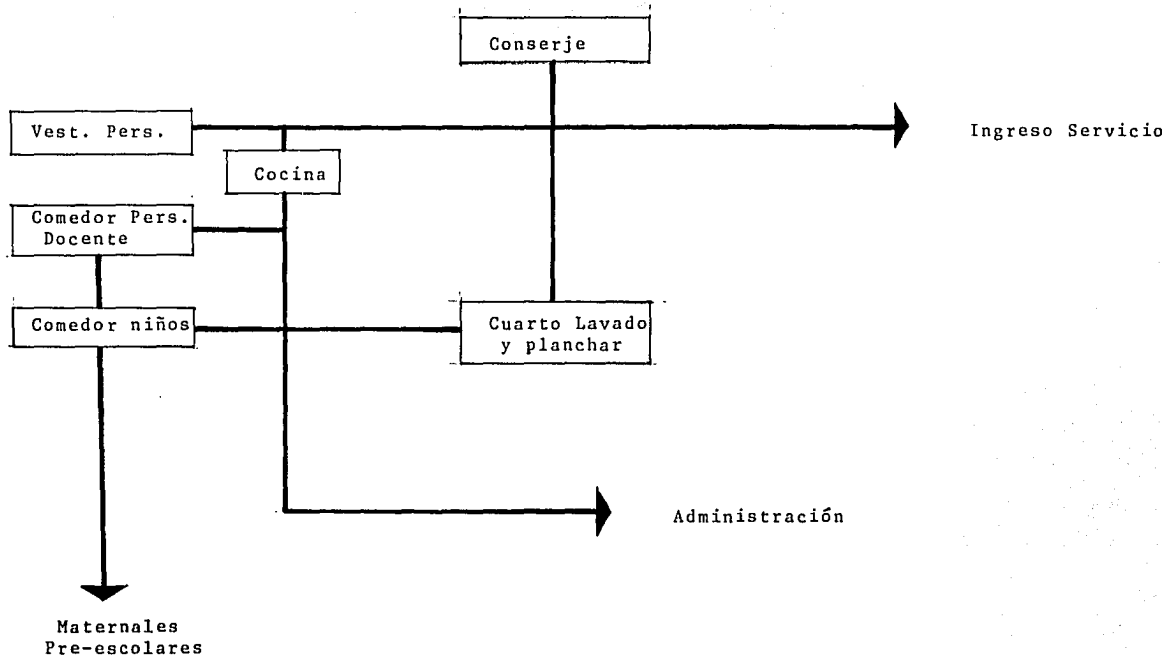 Conserje
Vest. Pers.
Ingreso Servicio
Cocina
Comedor Pers.
Docente
Comedor niños
Cuarto Lavado
y planchar
Administración
Maternales
Pre-escolares